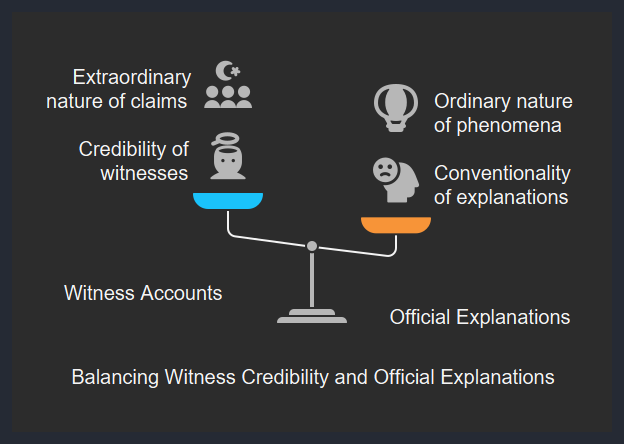 Extraordinary
nature of claims
Credibility of
witnesses
Ordinary nature
of phenomena
Conventionality
of explanations
Witness Accounts
Official Explanations
Balancing Witness Credibility and Official Explanations